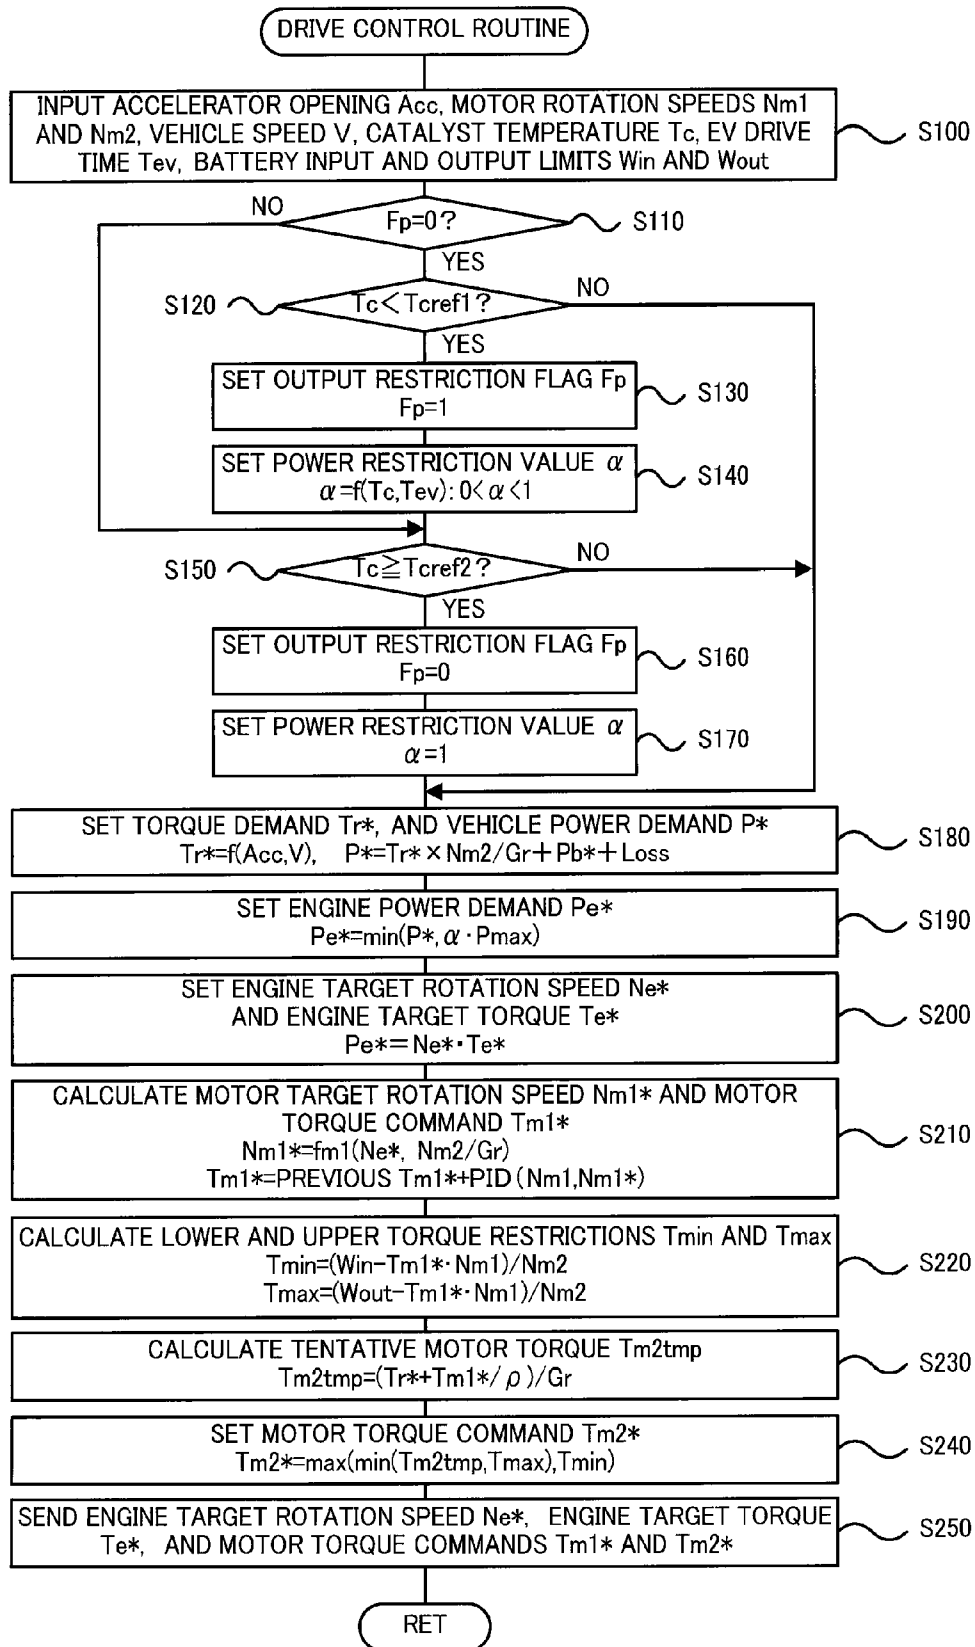 DRIVE CONTROL ROUTINE
INPUT ACCELERATOR OPENING Acc, MOTOR ROTATION SPEEDS Nm1
AND Nm2, VEHICLE SPEED V, CATALYST TEMPERATURE Tc, EV DRIVE
TIME Tev, BATTERY INPUT AND OUTPUT LIMITS Win AND Wout
S100
NO
Fp=0?
S110
YES
S120
Tc<Tcref1?
NO
YES
SET OUTPUT RESTRICTION FLAG Fp
Fp=1
S130
SET POWER RESTRICTION VALUE α
α=f(Tc,Tev):0<α<1
S140
S150
Tc≧Tcref2?
NO
YES
SET OUTPUT RESTRICTION FLAG Fp
Fp=0
S160
SET POWER RESTRICTION VALUE α
α=1
S170
SET TORQUE DEMAND Tr*, AND VEHICLE POWER DEMAND P*
Tr*=f(Acc,V), P*=Tr*×Nm2/Gr+Pb*+Loss
S180
SET ENGINE POWER DEMAND Pe*
Pe*=min(P*,α·Pmax)
S190
SET ENGINE TARGET ROTATION SPEED Ne*
AND ENGINE TARGET TORQUE Te*
Pe*=Ne*·Te*
S200
CALCULATE MOTOR TARGET ROTATION SPEED Nm1* AND MOTOR
TORQUE COMMAND Tm1*
Nm1*=fm1(Ne*, Nm2/Gr)
Tm1*=PREVIOUS Tm1*+PID(Nm1,Nm1*)
S210
CALCULATE LOWER AND UPPER TORQUE RESTRICTIONS Tmin AND Tmax
Tmin=(Win-Tm1*·Nm1)/Nm2
Tmax=(Wout-Tm1*·Nm1)/Nm2
S220
CALCULATE TENTATIVE MOTOR TORQUE Tm2tmp
Tm2tmp=(Tr*+Tm1*/ρ)/Gr
S230
SET MOTOR TORQUE COMMAND Tm2*
Tm2*=max(min(Tm2tmp,Tmax),Tmin)
S240
SEND ENGINE TARGET ROTATION SPEED Ne*, ENGINE TARGET TORQUE
Te*, AND MOTOR TORQUE COMMANDS Tm1* AND Tm2*
S250
RET